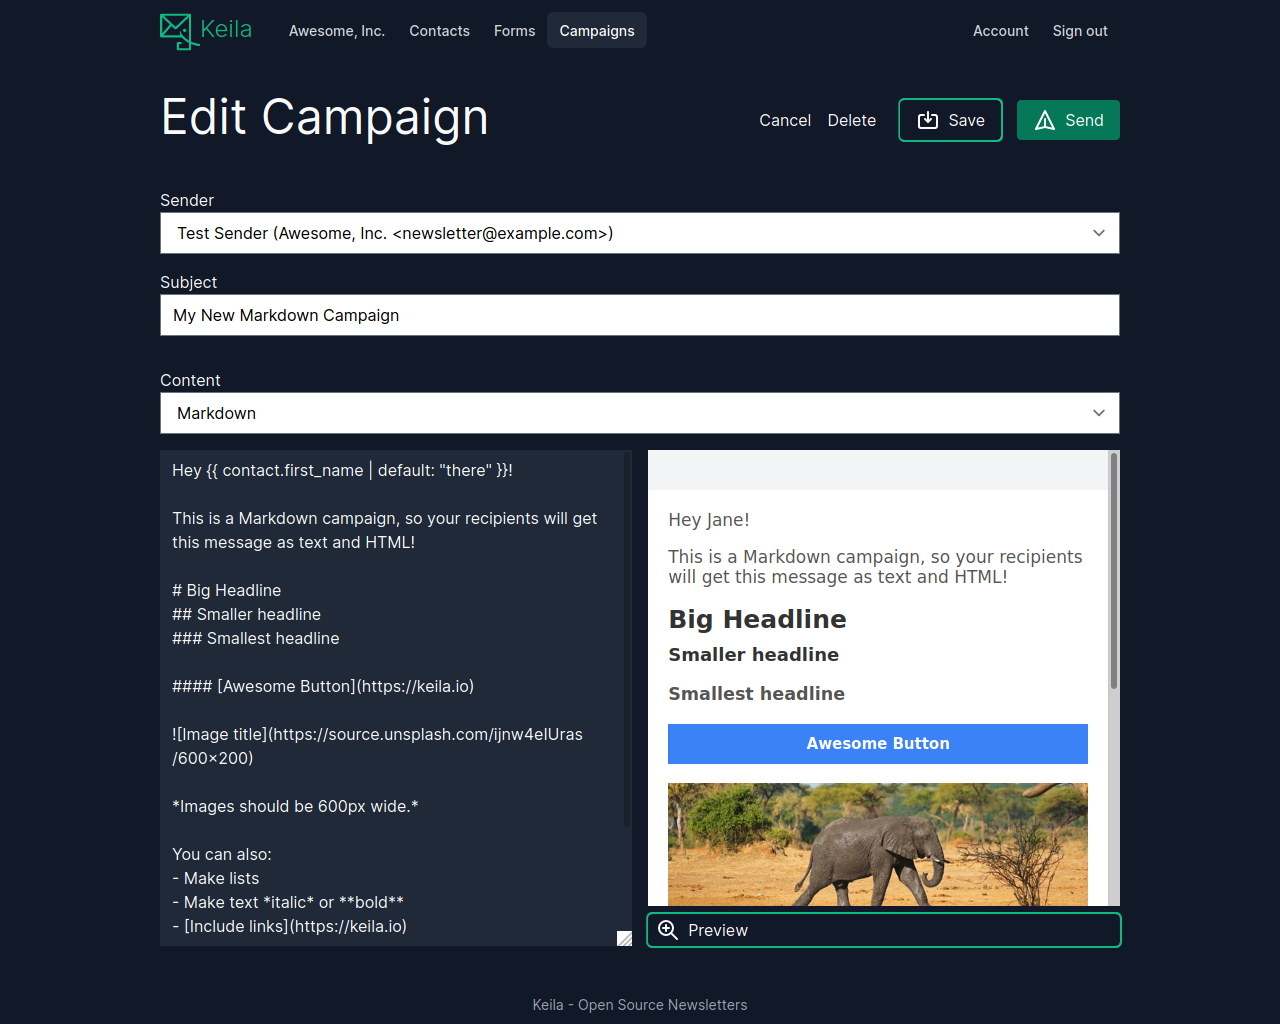 Keila
Awesome, Inc.
Contacts
Forms
Campaigns
Account
Sign out
Edit Campaign
Cancel
Delete
Save
Send
Sender
Test Sender (Awesome, Inc. <newsletter@example.com>)
Subject
My New Markdown Campaign
Content
Markdown
Hey {{ contact.first_name | default: "there" }}!
This is a Markdown campaign, so your recipients will get
this message as text and HTML!
# Big Headline
## Smaller headline
### Smallest headline
#### [Awesome Button](https://keila.io)
![Image title](https://source.unsplash.com/ijnw4eIUras
/600×200)
*Images should be 600px wide.*
You can also:
- Make lists
- Make text *italic* or **bold**
- [Include links](https://keila.io)
Hey Jane!
This is a Markdown campaign, so your recipients
will get this message as text and HTML!
Big Headline
Smaller headline
Smallest headline
Awesome Button
Preview
Keila - Open Source Newsletters